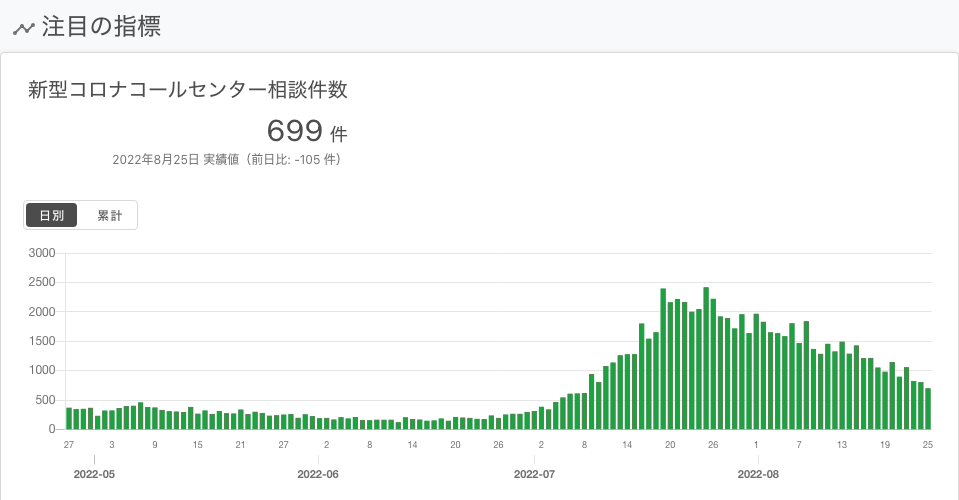 注目の指標
新型コロナコールセンター相談件数
699 件
2022年8月25日 実績値（前日比: -105 件）
日別 累計
3000
2500
2000
1500
1000
500
0
27 3 9 15 21 27 2 8 14 20 26 2 8 14 20 26 1 7 13 19 25
2022-05 2022-06 2022-07 2022-08